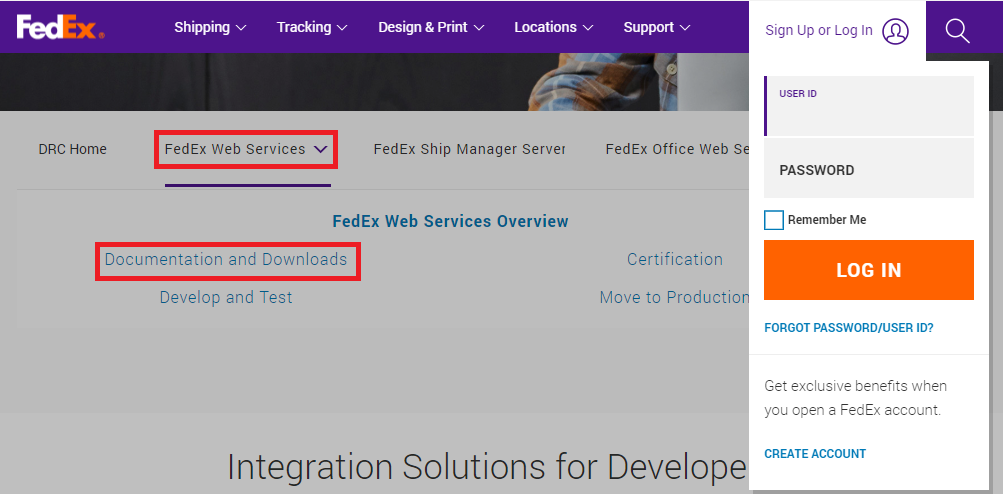 FedEx®
Shipping
Tracking
Design & Print
Locations
Support
Sign Up or Log In
USER ID
PASSWORD
Remember Me
LOG IN
FORGOT PASSWORD/USER ID?
Get exclusive benefits when
you open a FedEx account.
CREATE ACCOUNT
DRC Home
FedEx Web Services
FedEx Ship Manager Server
FedEx Office Web Se
FedEx Web Services Overview
Documentation and Downloads
Certification
Develop and Test
Move to Production
Integration Solutions for Develope